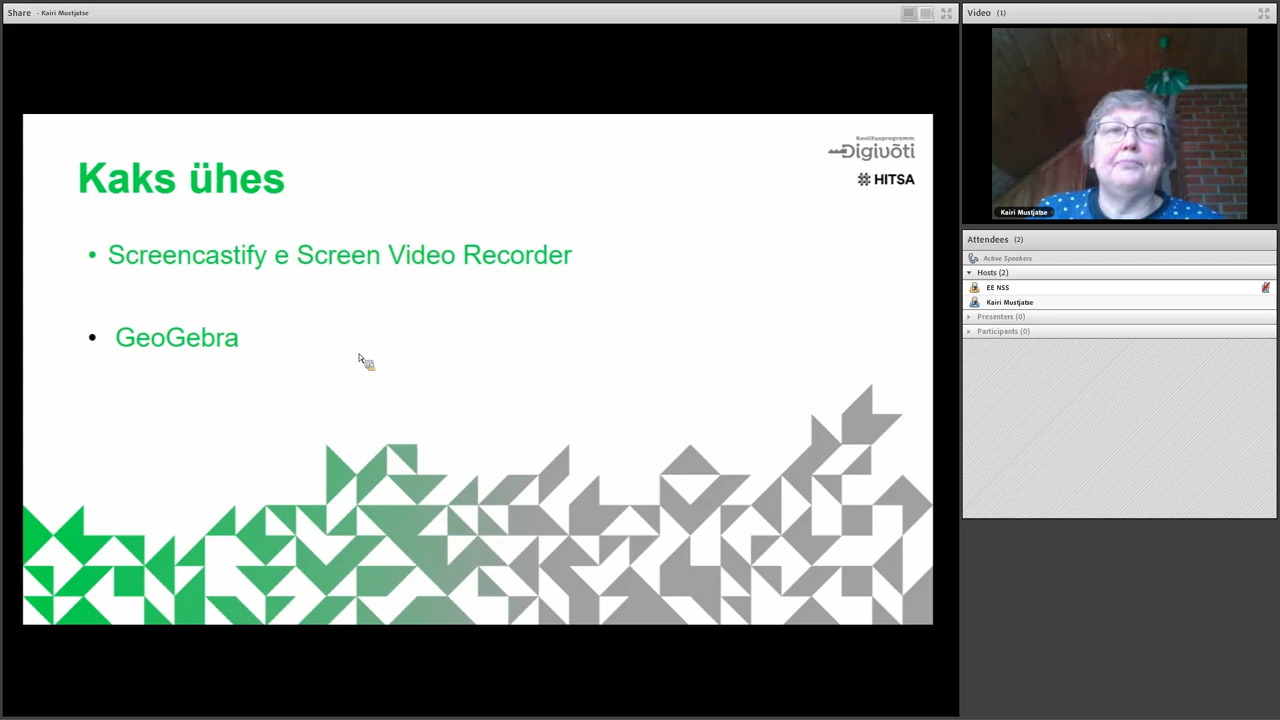 Share - Kairi Mustjatse
Koolitusprogramm
Digivõti
HITSA
Kaks ühes
• Screencastify e Screen Video Recorder
• GeoGebra
Video (1)
Kairi Mustjatse
Attendees (2)
Active Speakers
Hosts (2)
EE NSS
Kairi Mustjatse
Presenters (0)
Participants (0)